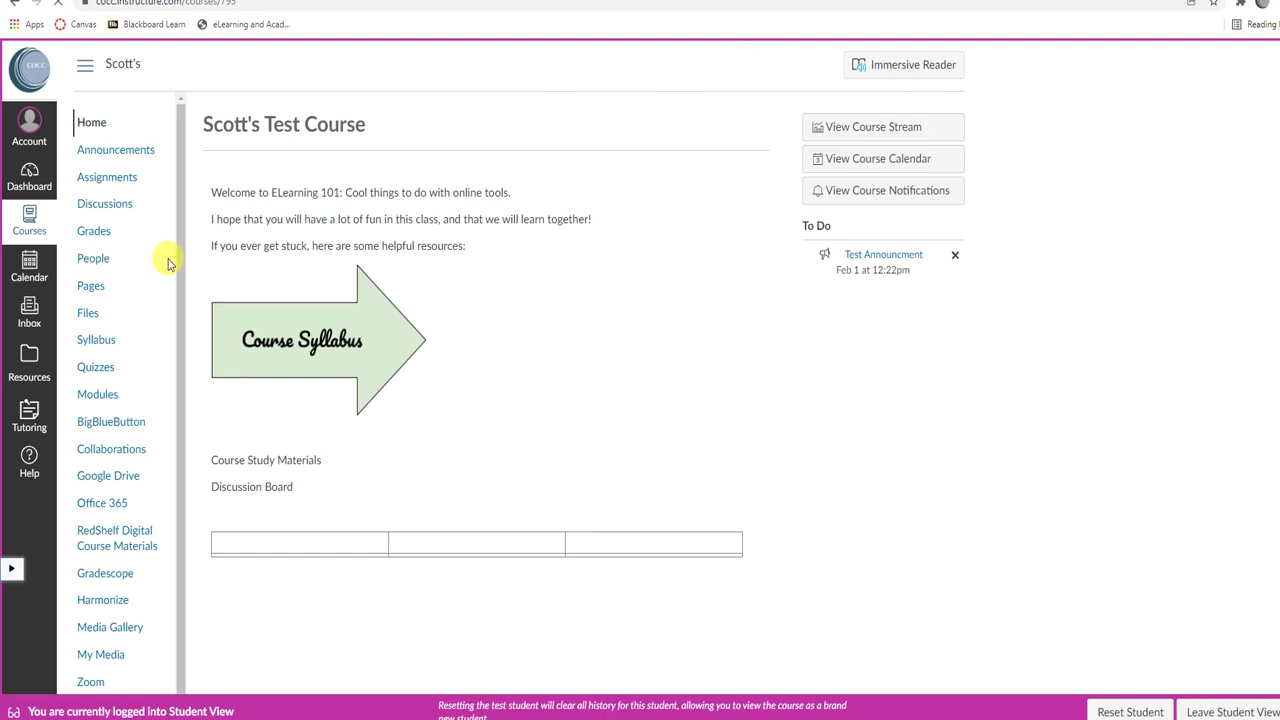 cocc.instructure.com/courses/795
Apps
Canvas
Bb
Blackboard Learn
eLearning and Acad...
Reading
COCC
Scott's
Immersive Reader
Account
Dashboard
Courses
Calendar
Inbox
Resources
Tutoring
Help
Home
Announcements
Assignments
Discussions
Grades
People
Pages
Files
Syllabus
Quizzes
Modules
BigBlueButton
Collaborations
Google Drive
Office 365
RedShelf Digital
Course Materials
Gradescope
Harmonize
Media Gallery
My Media
Zoom
Scott's Test Course
Welcome to ELearning 101: Cool things to do with online tools.
I hope that you will have a lot of fun in this class, and that we will learn together!
If you ever get stuck, here are some helpful resources:
Course Syllabus
Course Study Materials
Discussion Board
View Course Stream
View Course Calendar
View Course Notifications
To Do
Test Announcment
Feb 1 at 12:22pm
You are currently logged into Student View
Resetting the test student will clear all history for this student, allowing you to view the course as a brand
new student.
Reset Student
Leave Student View